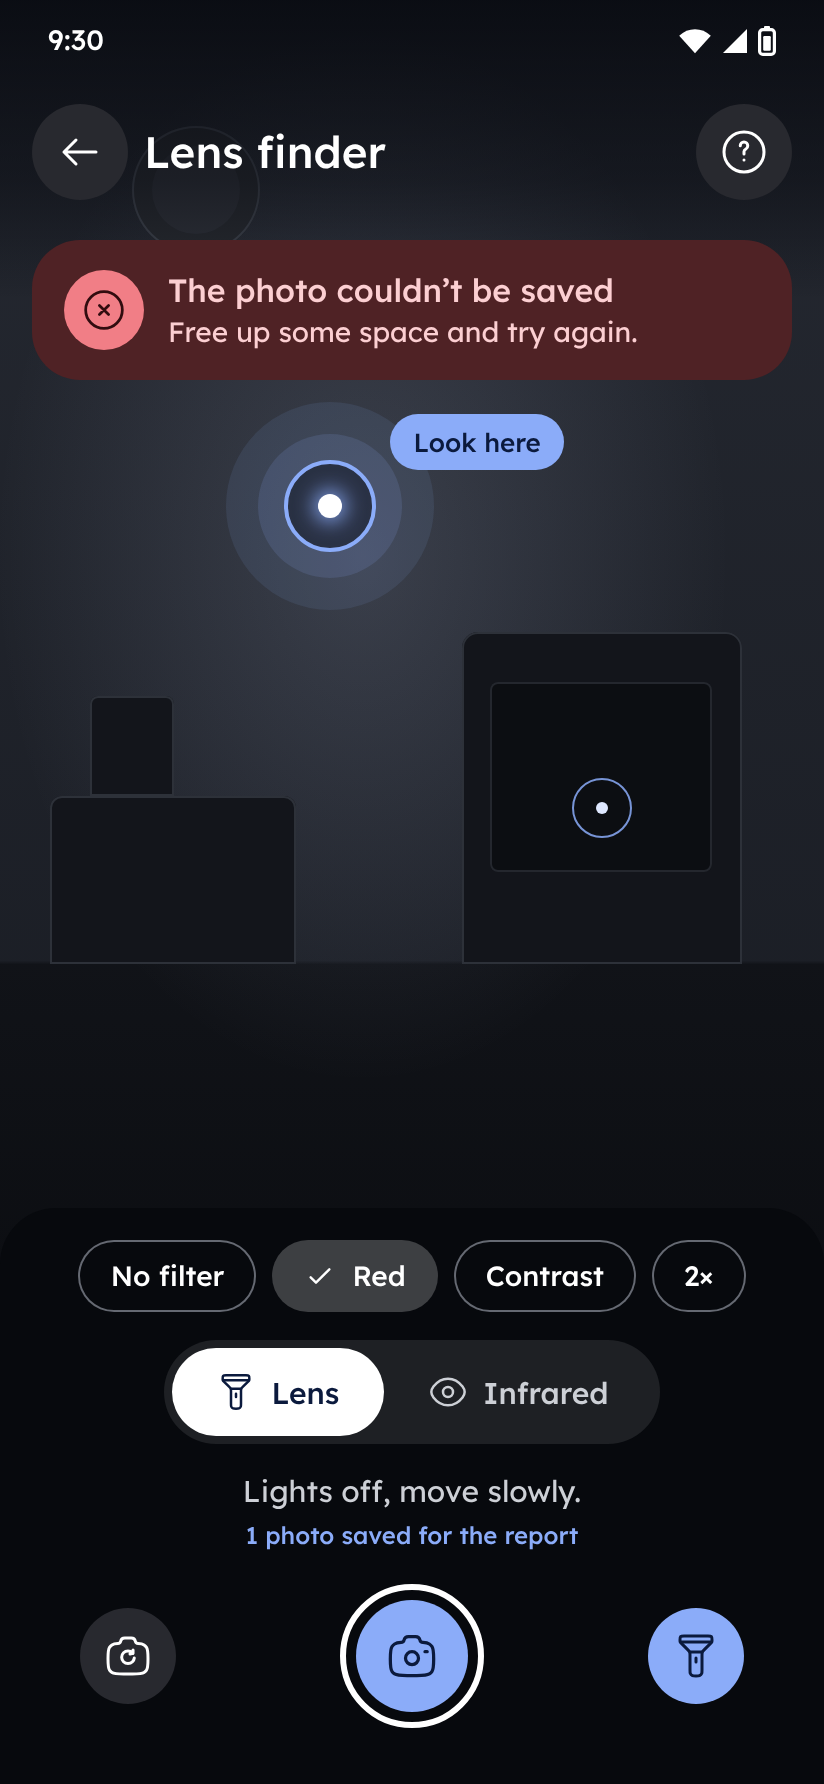 9:30
Lens finder
The photo couldn’t be saved
Free up some space and try again.
Look here
No filter
Red
Contrast
2×
Lens
Infrared
Lights off, move slowly.
1 photo saved for the report